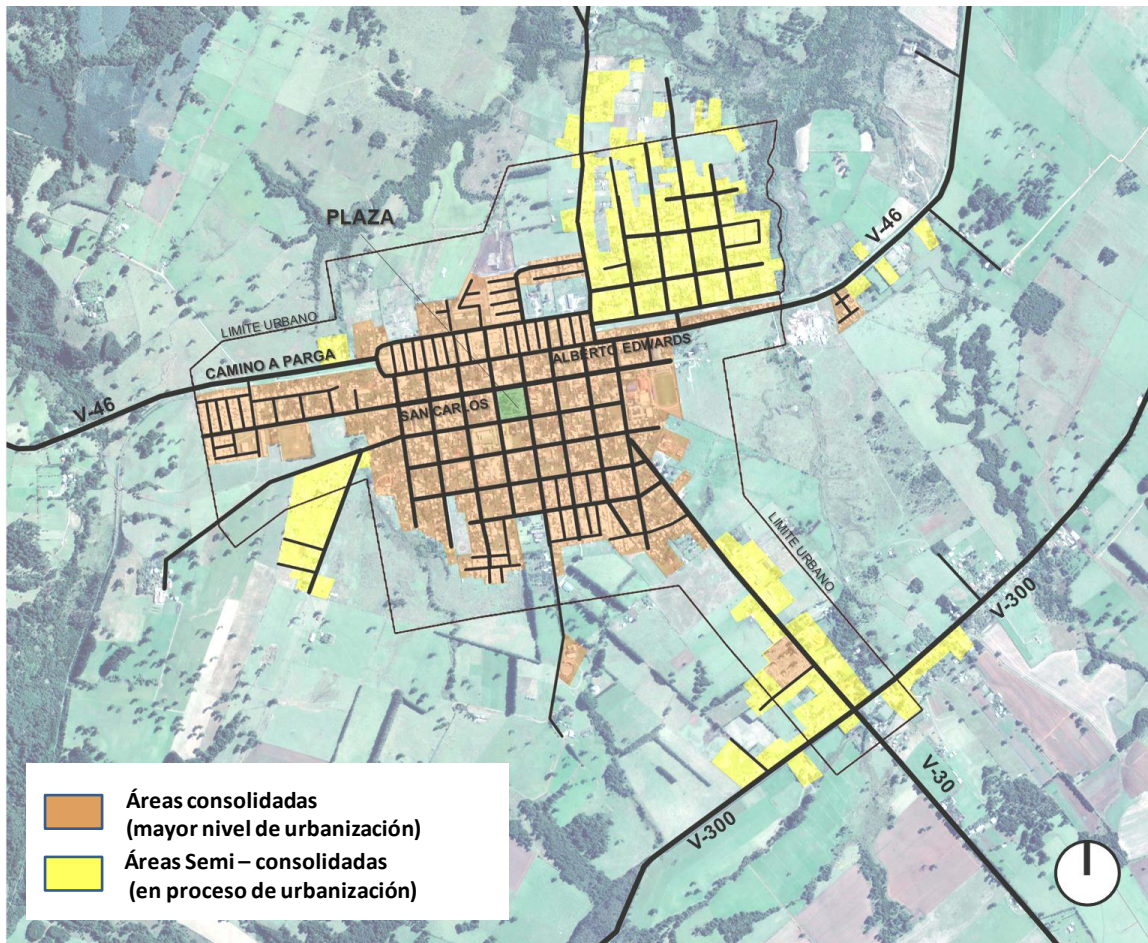 PLAZA
V-46
LIMITE URBANO
CAMINO A PARGA
ALBERTO EDWARDS
V-46
SAN CARLOS
LIMITE URBANO
V-300
V-30
V-300
Áreas consolidadas
(mayor nivel de urbanización)
Áreas Semi – consolidadas
(en proceso de urbanización)